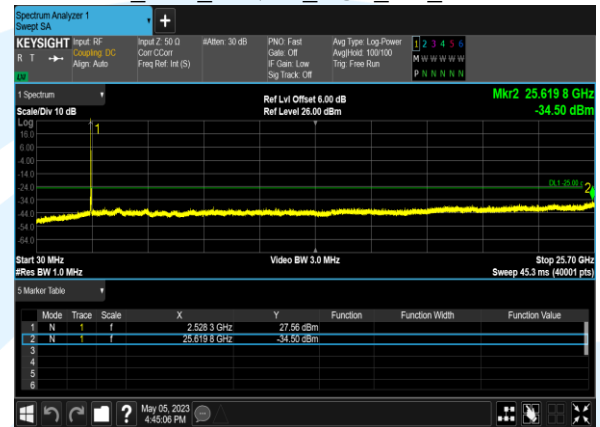 Spectrum Analyzer 1
Swept SA
+
KEYSIGHT Input: RF Input Z: 50 Ω #Atten: 30 dB PNO: Fast Avg Type: Log-Power 1 2 3 4 5 6
R T Coupling: DC Corr CCorr Gate: Off Avg|Hold: 100/100 M W W W W W
Align: Auto Freq Ref: Int (S) IF Gain: Low Trig: Free Run
Sig Track: Off P N N N N N
1 Spectrum Ref Lvl Offset 6.00 dB Mkr2 25.619 8 GHz
Scale/Div 10 dB Ref Level 26.00 dBm -34.50 dBm
Log
16.0
1
6.00
-4.00
-14.0
-24.0
DL1 -25.00
2
-34.0
-44.0
-54.0
-64.0
Start 30 MHz Video BW 3.0 MHz Stop 25.70 GHz
#Res BW 1.0 MHz Sweep 45.3 ms (40001 pts)
5 Marker Table
Mode Trace Scale X Y Function Function Width Function Value
1 N 1 f 2.528 3 GHz 27.56 dBm
2 N 1 f 25.619 8 GHz -34.50 dBm
3
4
5
6
? May 05, 2023
4:45:06 PM